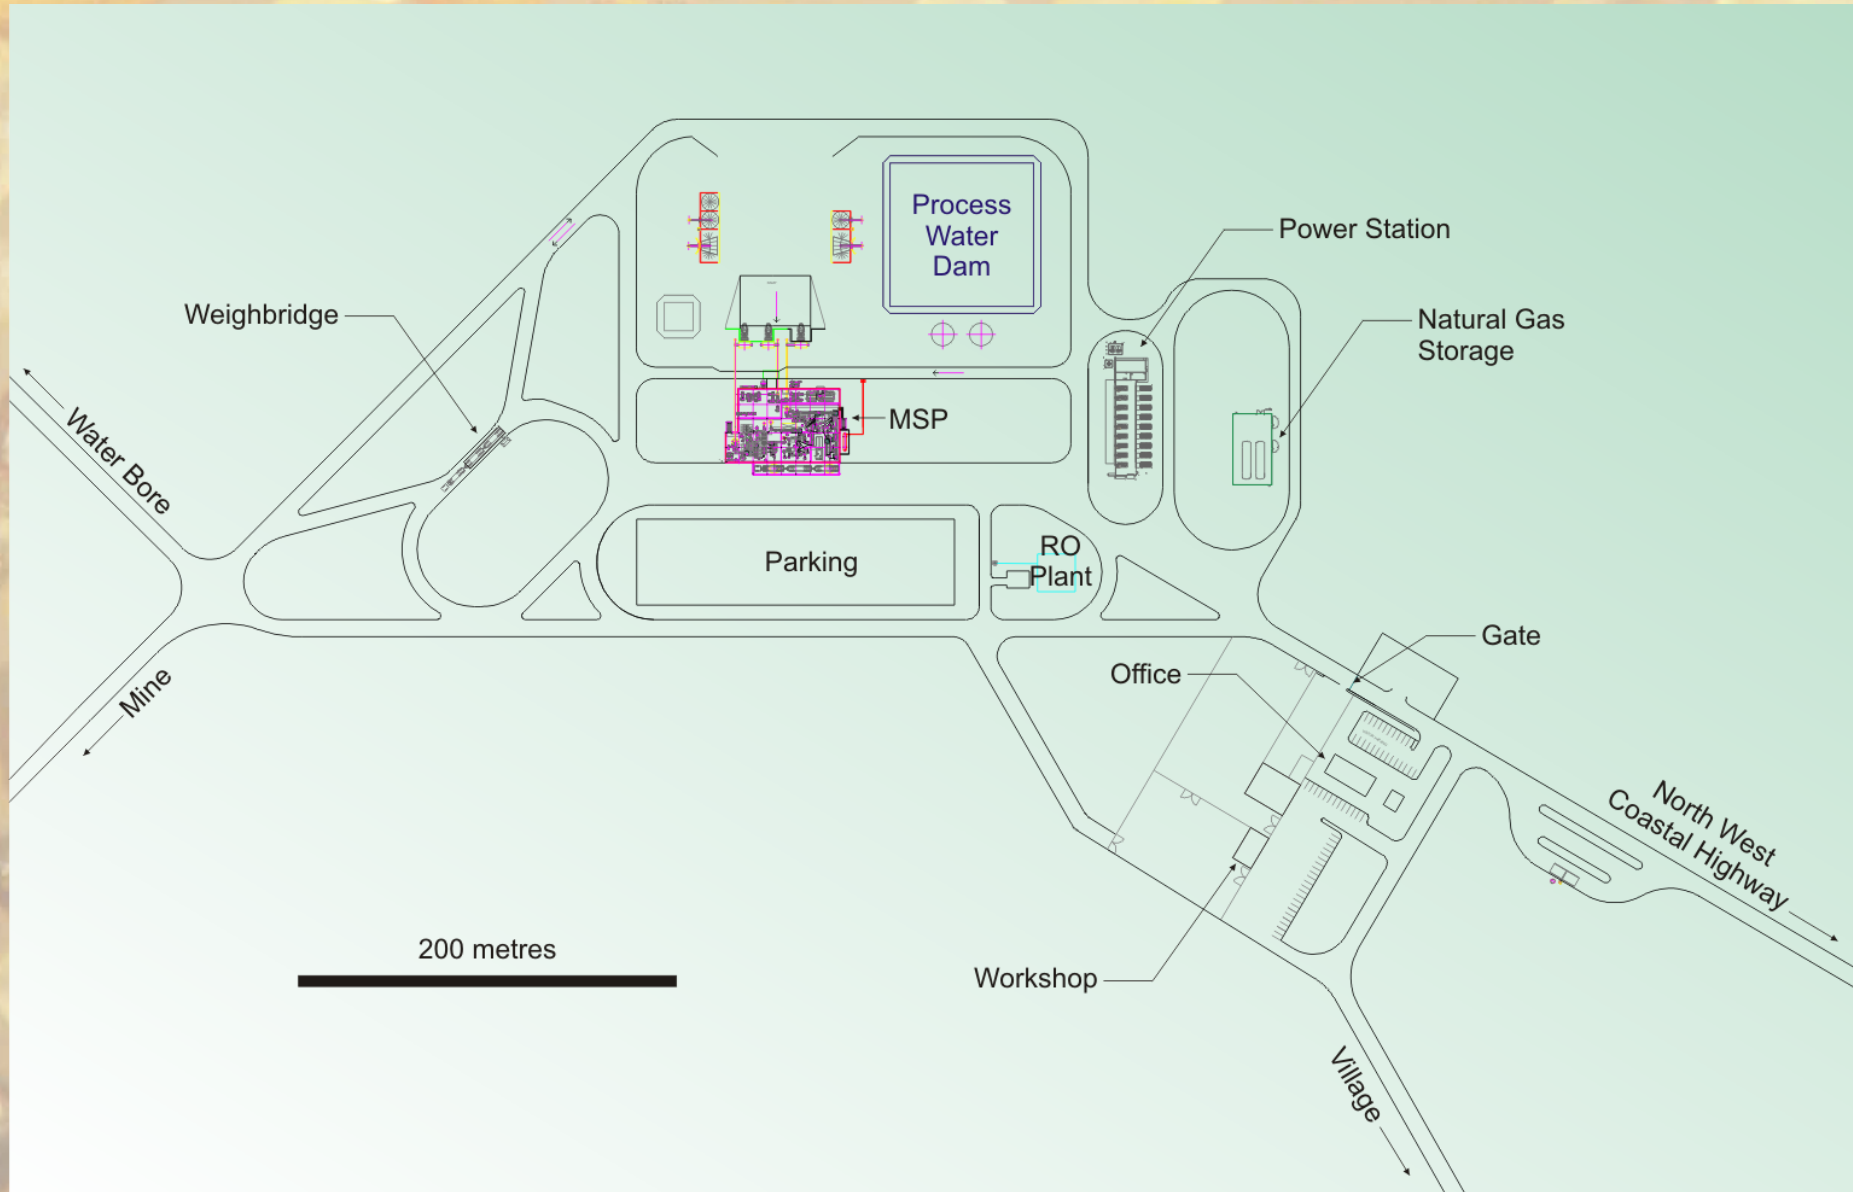 Process
Water
Dam
Power Station
Weighbridge
Natural Gas
Storage
MSP
Water Bore
Parking
RO
Plant
Gate
Office
Mine
North West
Coastal Highway
200 metres
Workshop
Village